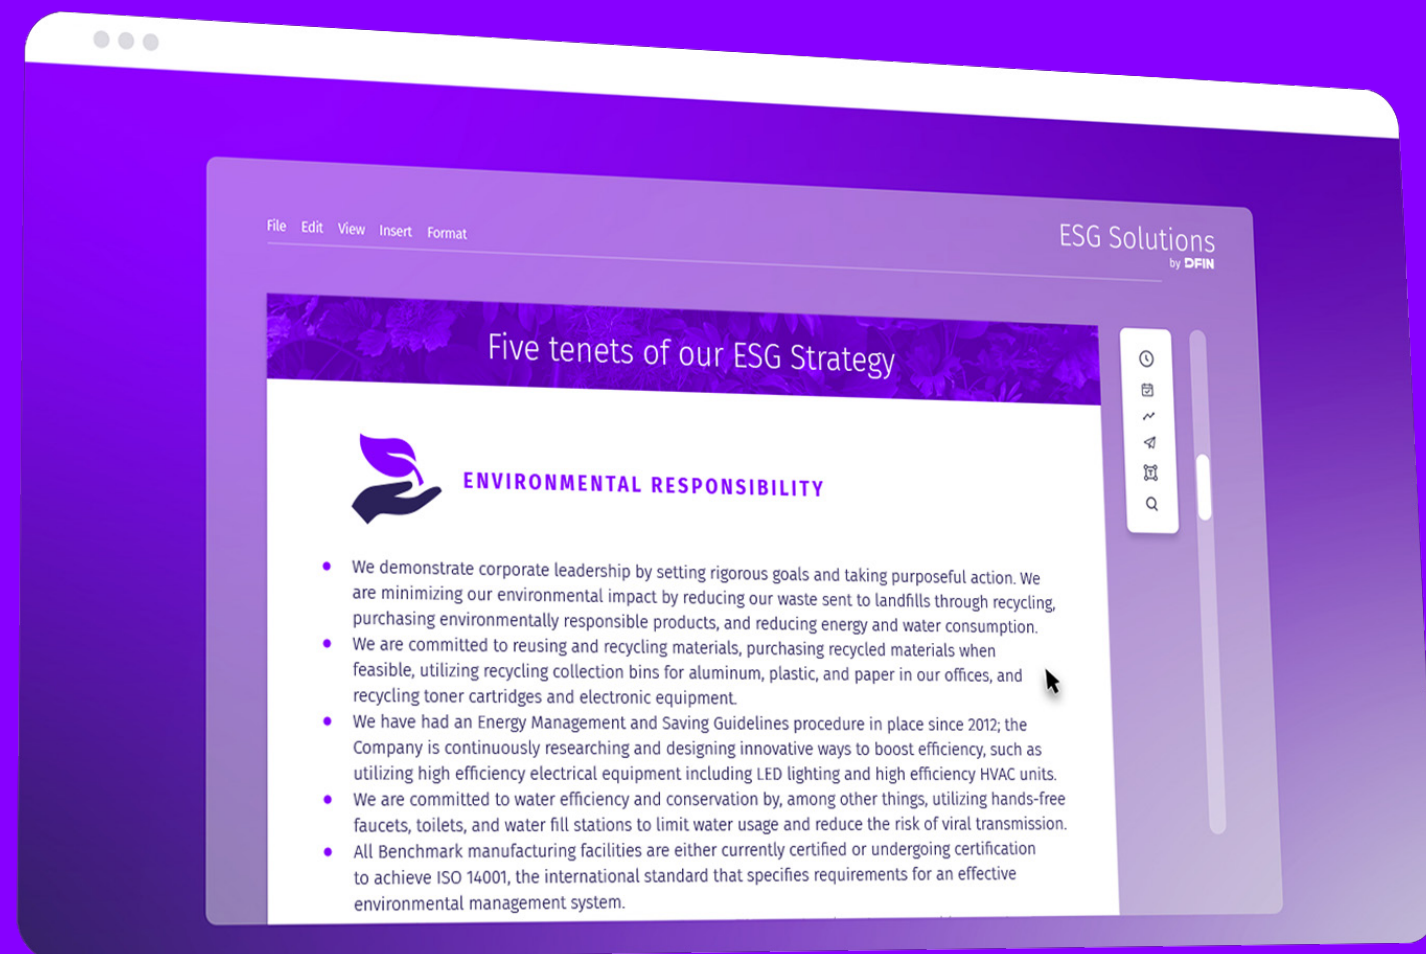 File Edit View Insert Format
ESG Solutions
by DFIN
Five tenets of our ESG Strategy
ENVIRONMENTAL RESPONSIBILITY
We demonstrate corporate leadership by setting rigorous goals and taking purposeful action. We
are minimizing our environmental impact by reducing our waste sent to landfills through recycling,
purchasing environmentally responsible products, and reducing energy and water consumption.
We are committed to reusing and recycling materials, purchasing recycled materials when
feasible, utilizing recycling collection bins for aluminum, plastic, and paper in our offices, and
recycling toner cartridges and electronic equipment.
We have had an Energy Management and Saving Guidelines procedure in place since 2012; the
Company is continuously researching and designing innovative ways to boost efficiency, such as
utilizing high efficiency electrical equipment including LED lighting and high efficiency HVAC units.
We are committed to water efficiency and conservation by, among other things, utilizing hands-free
faucets, toilets, and water fill stations to limit water usage and reduce the risk of viral transmission.
All Benchmark manufacturing facilities are either currently certified or undergoing certification
to achieve ISO 14001, the international standard that specifies requirements for an effective
environmental management system.